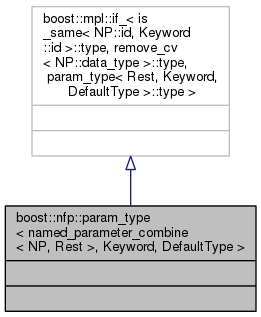 boost::mpl::if_< is
_same< NP::id, Keyword
::id >::type, remove_cv
< NP::data_type >::type,
param_type< Rest, Keyword,
DefaultType >::type >
boost::nfp::param_type
< named_parameter_combine
< NP, Rest >, Keyword, DefaultType >